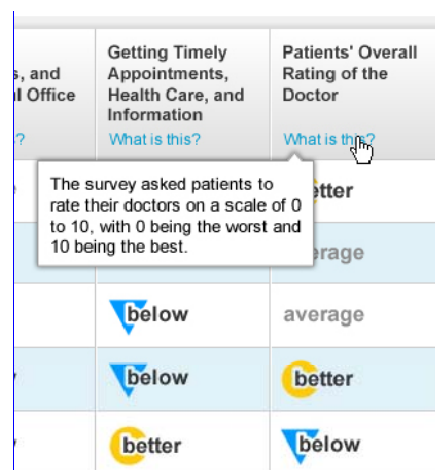 s, and
l Office
?
Getting Timely
Appointments,
Health Care, and
Information
What is this?
Patients' Overall
Rating of the
Doctor
What is this?
The survey asked patients to
rate their doctors on a scale of 0
to 10, with 0 being the worst and
10 being the best.
better
erage
below
average
below
better
better
below